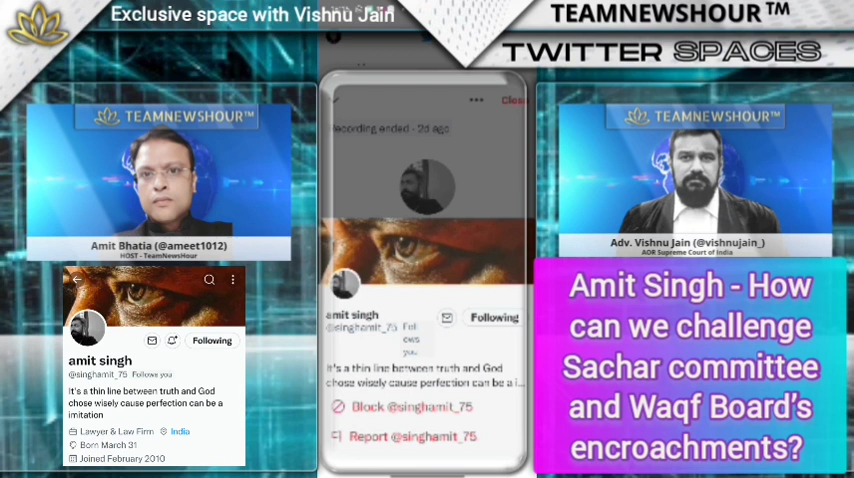 Exclusive space with Vishnu Jain
TEAMNEWSHOUR™
TWITTER SPACES
TEAMNEWSHOUR™
Amit Bhatia (@ameet1012)
HOST - TeamNewsHour
Following
amit singh
@singhamit_75 Follows you
It's a thin line between truth and God
chose wisely cause perfection can be a
imitation
Lawyer & Law Firm India
Born March 31
Joined February 2010
Close
Recording ended - 2d ago
amit singh
Following
@singhamit_75 Foll
ows
you
It's a thin line between truth and God
chose wisely cause perfection can be a i...
Block @singhamit_75
Report @singhamit_75
TEAMNEWSHOUR™
Adv. Vishnu Jain (@vishnujain_)
AOR Supreme Court of India
Amit Singh - How
can we challenge
Sachar committee
and Waqf Board's
encroachments?